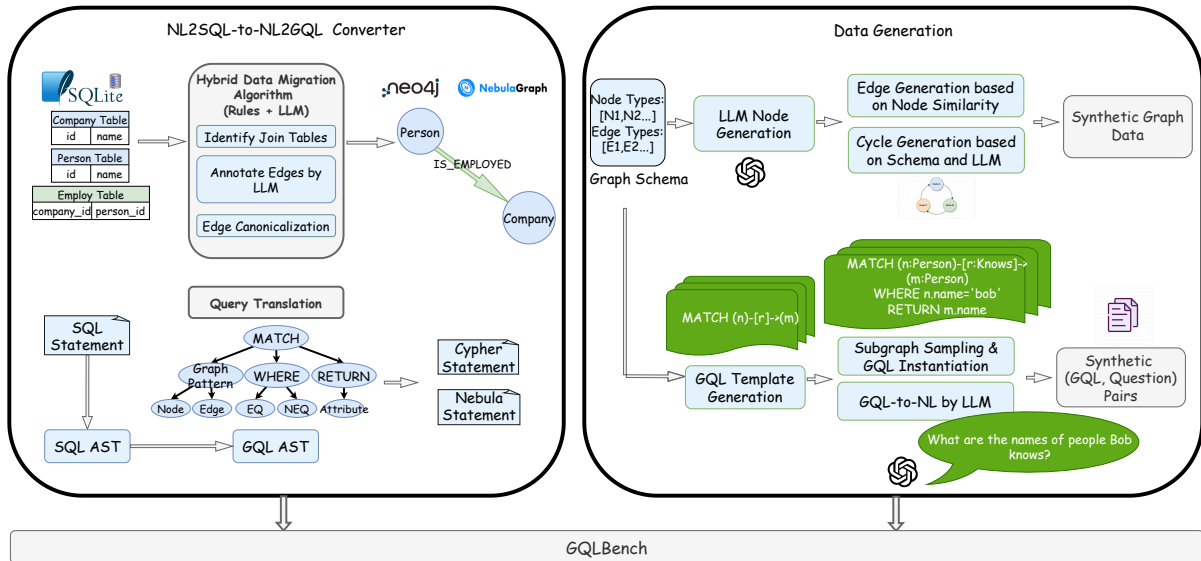 NL2SQL-to-NL2GQL Converter
SQLite
Company Table
id name
Person Table
id name
Employ Table
company_id person_id
Hybrid Data Migration
Algorithm
(Rules + LLM)
Identify Join Tables
Annotate Edges by
LLM
Edge Canonicalization
neo4j
NebulaGraph
Person
IS_EMPLOYED
Company
Query Translation
SQL
Statement
MATCH
Graph
Pattern
WHERE
RETURN
Node
Edge
EQ
NEQ
Attribute
Cypher
Statement
Nebula
Statement
SQL AST
GQL AST
Data Generation
Node Types:
[N1,N2...]
Edge Types:
[E1,E2...]
Graph Schema
LLM Node
Generation
Edge Generation based
on Node Similarity
Cycle Generation based
on Schema and LLM
Synthetic Graph
Data
MATCH (n)-[r]->(m)
MATCH (n:Person)-[r:Knows]->
(m:Person)
WHERE n.name='bob'
RETURN m.name
GQL Template
Generation
Subgraph Sampling &
GQL Instantiation
GQL-to-NL by LLM
Synthetic
(GQL, Question)
Pairs
What are the names of people Bob
knows?
GQLBench